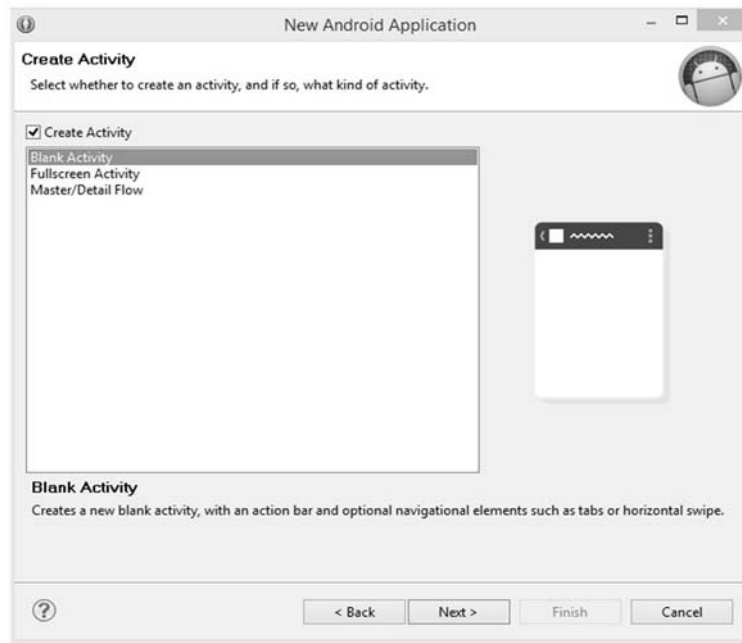 New Android Application
Create Activity
Select whether to create an activity, and if so, what kind of activity.
Create Activity
Blank Activity
Fullscreen Activity
Master/Detail Flow
Blank Activity
Creates a new blank activity, with an action bar and optional navigational elements such as tabs or horizontal swipe.
< Back
Next >
Finish
Cancel